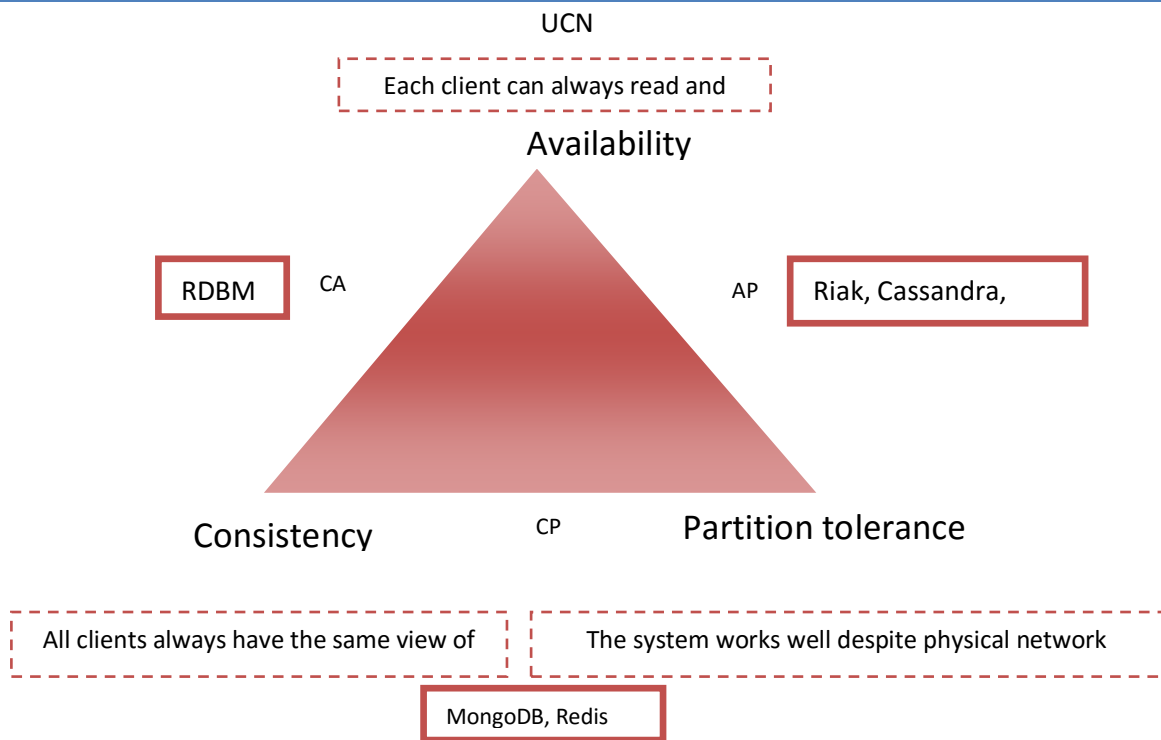 UCN
Each client can always read and
Availability
RDBM
CA
AP
Riak, Cassandra,
Consistency
CP
Partition tolerance
All clients always have the same view of
The system works well despite physical network
MongoDB, Redis